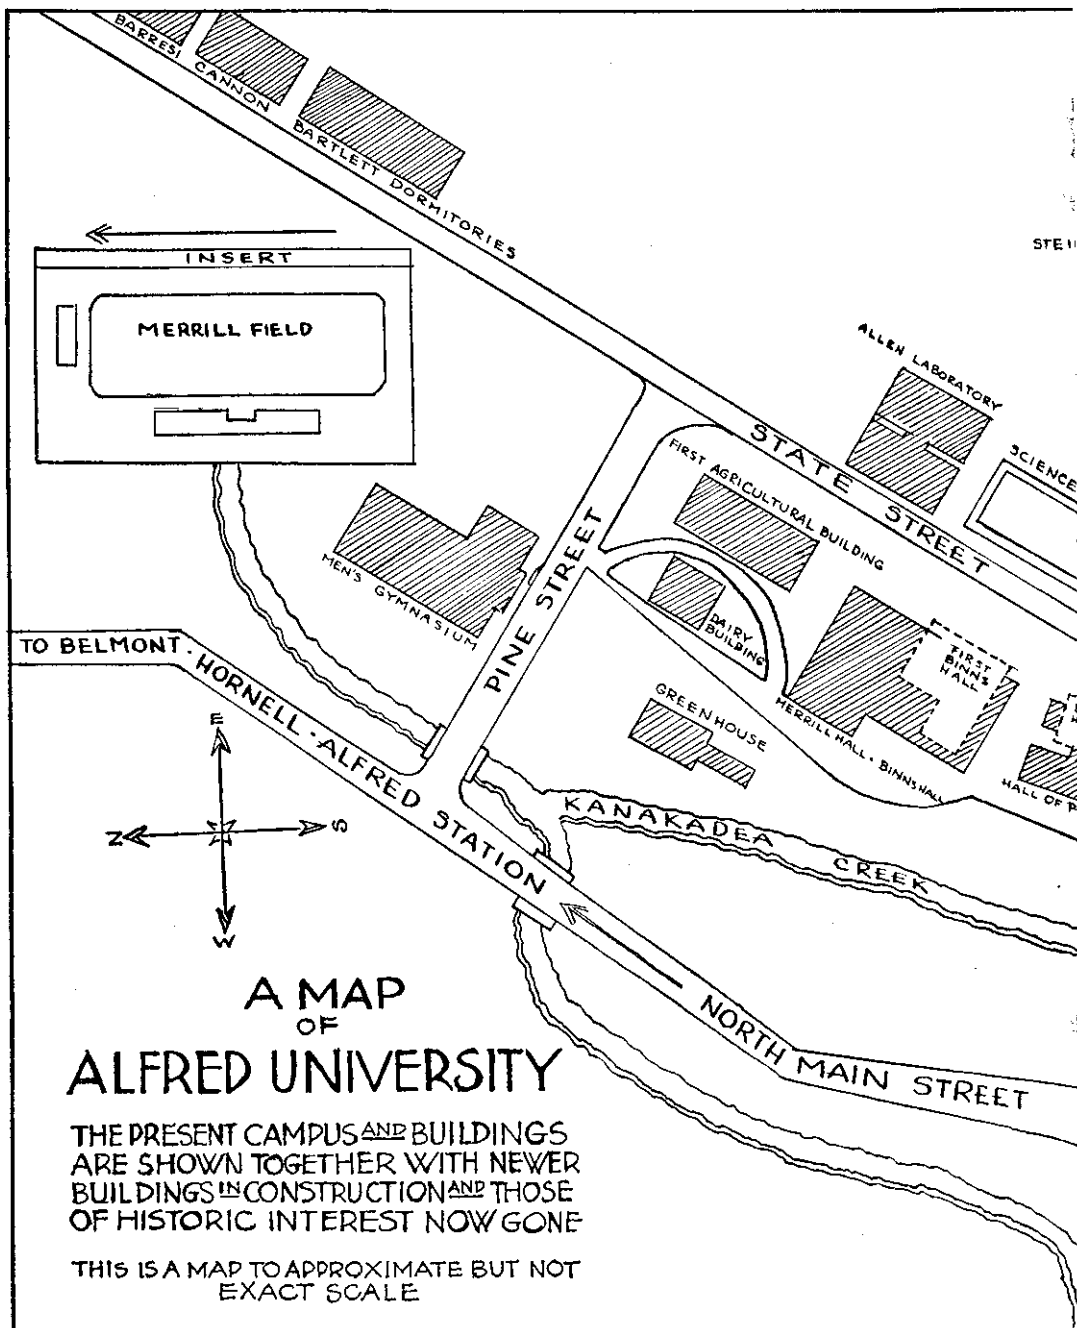 BARRESI CANNON
BARTLETT DORMITORIES
INSERT
MERRILL FIELD
ALLEN LABORATORY
SCIENCE
STATE STREET
FIRST AGRICULTURAL BUILDING
MEN'S GYMNASIUM
PINE STREET
DAIRY
BUILDING
FIRST
BINNS
HALL
TO BELMONT.
HORNELL-ALFRED STATION
GREENHOUSE
MERRILL HALL - BINNS HALL
HALL OF
KANAKADEA CREEK
E
N
S
W
NORTH MAIN STREET
A MAP
OF
ALFRED UNIVERSITY
THE PRESENT CAMPUS AND BUILDINGS
ARE SHOWN TOGETHER WITH NEWER
BUILDINGS IN CONSTRUCTION AND THOSE
OF HISTORIC INTEREST NOW GONE
THIS IS A MAP TO APPROXIMATE BUT NOT
EXACT SCALE